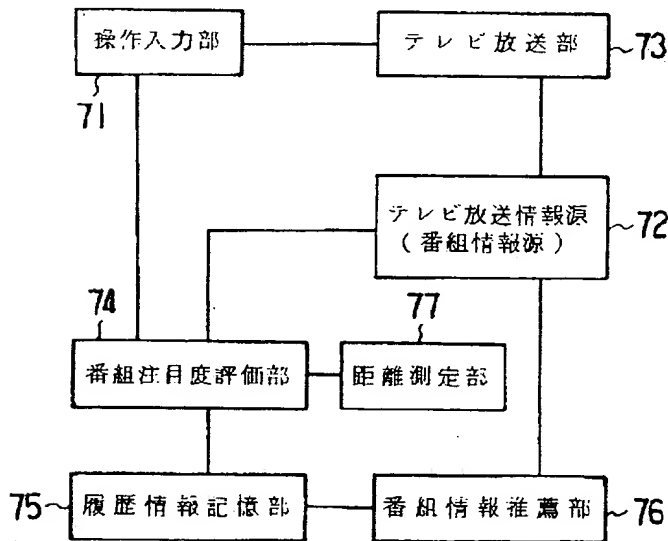 操作入力部
テレビ放送部
73
71
テレビ放送情報源
(番組情報源)
72
74
77
番組注目度評価部
距離測定部
75
履歴情報記憶部
番組情報推薦部
76